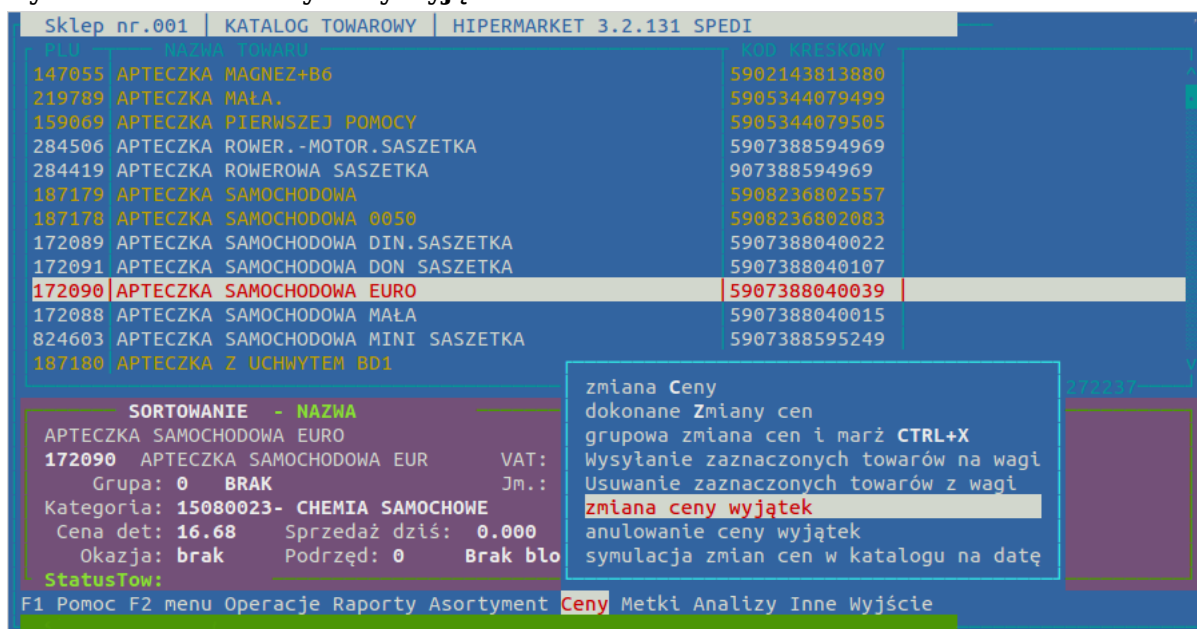 Sklep nr.001 | KATALOG TOWAROWY | HIPERMARKET 3.2.131 SPEDI
PLU NAZWA TOWARU KOD KRESKOWY
147055 APTECZKA MAGNEZ+B6 5902143813880
219789 APTECZKA MAŁA. 5905344079499
159069 APTECZKA PIERWSZEJ POMOCY 5905344079505
284506 APTECZKA ROWER.-MOTOR.SASZETKA 5907388594969
284419 APTECZKA ROWEROWA SASZETKA 907388594969
187179 APTECZKA SAMOCHODOWA 5908236802557
187178 APTECZKA SAMOCHODOWA 0050 5908236802083
172089 APTECZKA SAMOCHODOWA DIN.SASZETKA 5907388040022
172091 APTECZKA SAMOCHODOWA DON SASZETKA 5907388040107
172090 APTECZKA SAMOCHODOWA EURO 5907388040039
172088 APTECZKA SAMOCHODOWA MAŁA 5907388040015
824603 APTECZKA SAMOCHODOWA MINI SASZETKA 5907388595249
187180 APTECZKA Z UCHWYTEM BD1
272237
zmiana Ceny
dokonane Zmiany cen
grupowa zmiana cen i marż CTRL+X
Wysyłanie zaznaczonych towarów na wagi
Usuwanie zaznaczonych towarów z wagi
zmiana ceny wyjątek
anulowanie ceny wyjątek
symulacja zmian cen w katalogu na datę
SORTOWANIE - NAZWA
APTECZKA SAMOCHODOWA EURO
172090 APTECZKA SAMOCHODOWA EUR VAT:
Grupa: 0 BRAK Jm.:
Kategoria: 15080023- CHEMIA SAMOCHOWE
Cena det: 16.68 Sprzedaż dziś: 0.000
Okazja: brak Podrzęd: 0 Brak blo
StatusTow:
F1 Pomoc F2 menu Operacje Raporty Asortyment Ceny Metki Analizy Inne Wyjście